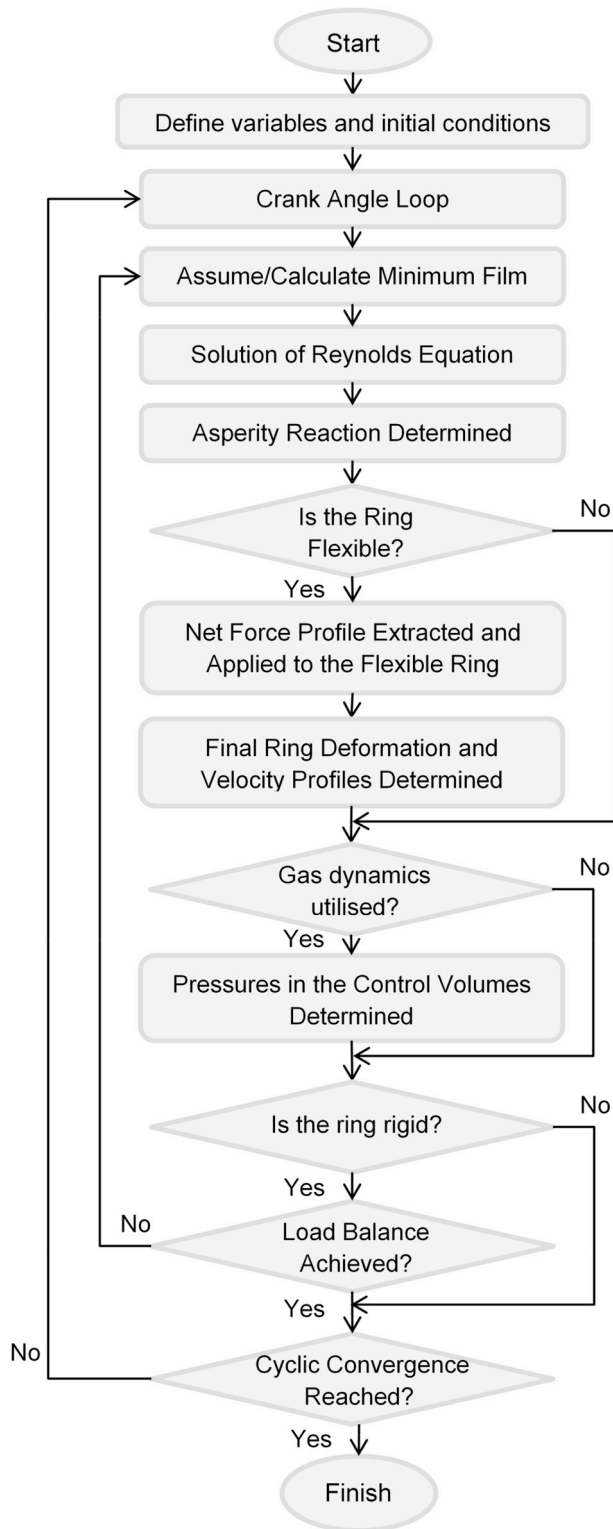 Start
Define variables and initial conditions
Crank Angle Loop
Assume/Calculate Minimum Film
Solution of Reynolds Equation
Asperity Reaction Determined
Is the Ring
Flexible?
No
Yes
Net Force Profile Extracted and
Applied to the Flexible Ring
Final Ring Deformation and
Velocity Profiles Determined
Gas dynamics
utilised?
No
Yes
Pressures in the Control Volumes
Determined
Is the ring rigid?
No
Yes
Load Balance
Achieved?
No
Yes
Cyclic Convergence
Reached?
No
Yes
Finish